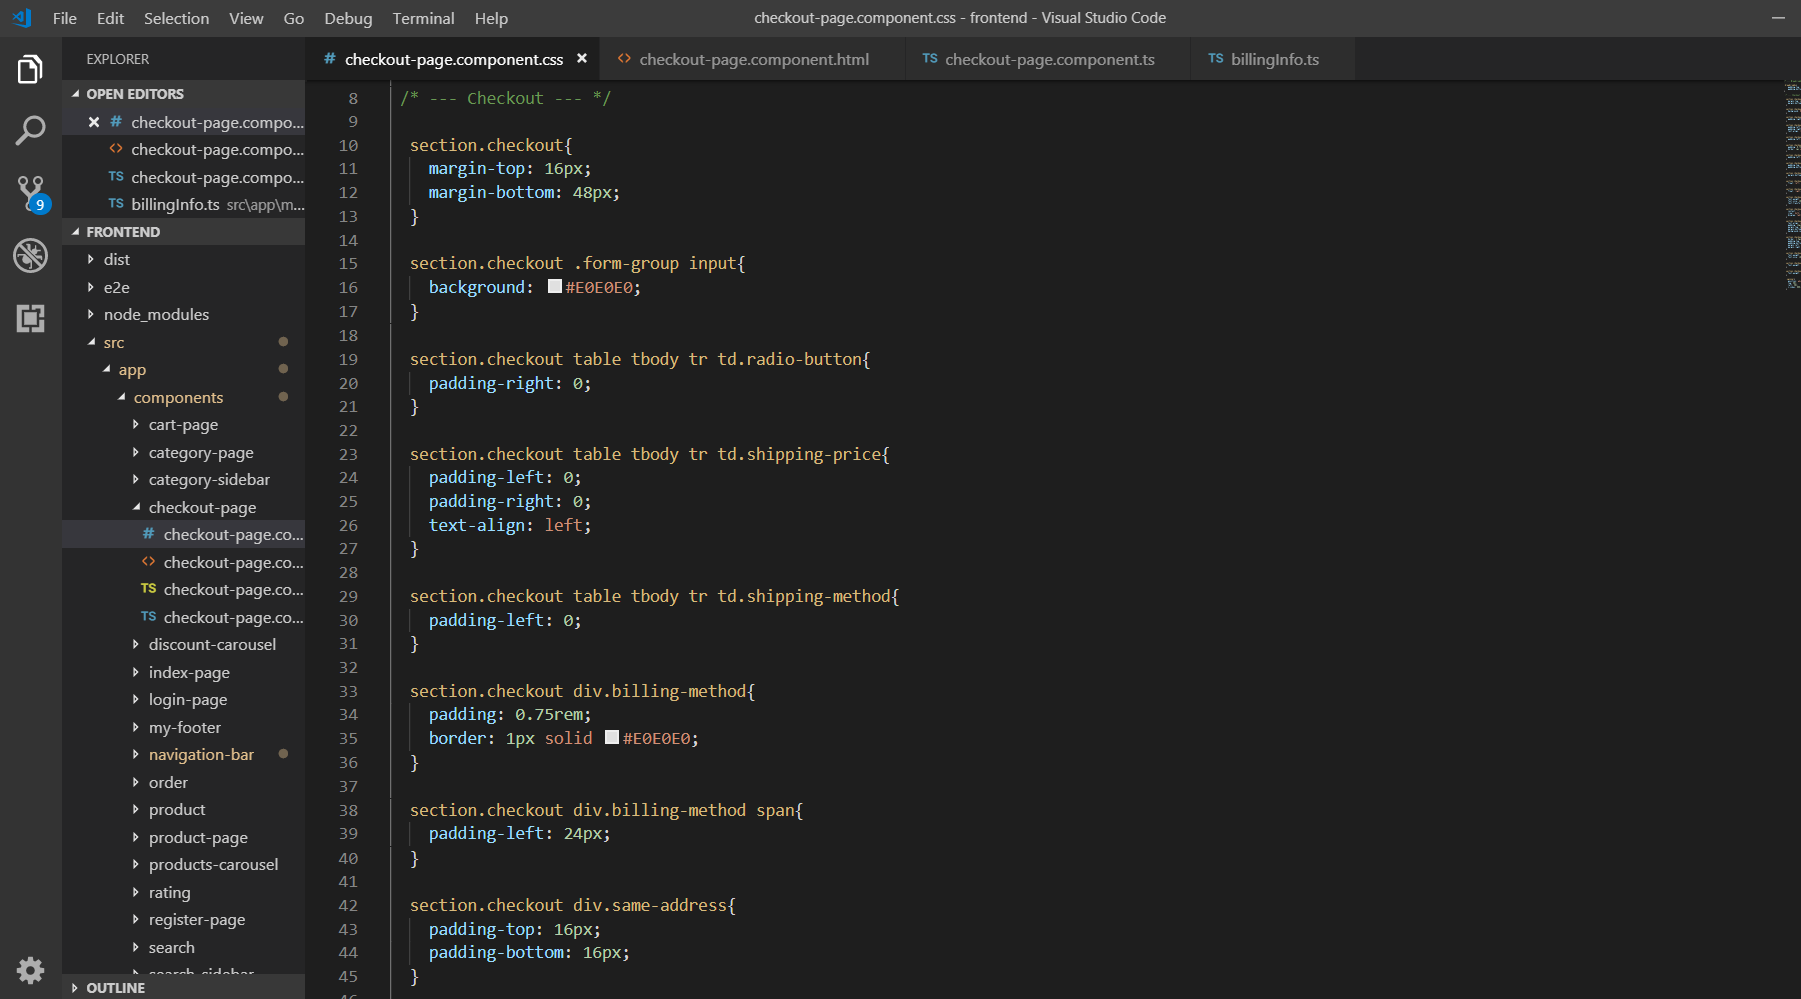 File Edit Selection View Go Debug Terminal Help
checkout-page.component.css - frontend - Visual Studio Code
EXPLORER
OPEN EDITORS
# checkout-page.compo...
<> checkout-page.compo...
TS checkout-page.compo...
TS billingInfo.ts src\app\m...
9
FRONTEND
dist
e2e
node_modules
src
app
components
cart-page
category-page
category-sidebar
checkout-page
# checkout-page.co...
<> checkout-page.co...
TS checkout-page.co...
TS checkout-page.co...
discount-carousel
index-page
login-page
my-footer
navigation-bar
order
product
product-page
products-carousel
rating
register-page
search
search-sidebar
OUTLINE
# checkout-page.component.css
<> checkout-page.component.html
TS checkout-page.component.ts
TS billingInfo.ts
8 /* --- Checkout --- */
9
10 section.checkout{
11 margin-top: 16px;
12 margin-bottom: 48px;
13 }
14
15 section.checkout .form-group input{
16 background: #E0E0E0;
17 }
18
19 section.checkout table tbody tr td.radio-button{
20 padding-right: 0;
21 }
22
23 section.checkout table tbody tr td.shipping-price{
24 padding-left: 0;
25 padding-right: 0;
26 text-align: left;
27 }
28
29 section.checkout table tbody tr td.shipping-method{
30 padding-left: 0;
31 }
32
33 section.checkout div.billing-method{
34 padding: 0.75rem;
35 border: 1px solid #E0E0E0;
36 }
37
38 section.checkout div.billing-method span{
39 padding-left: 24px;
40 }
41
42 section.checkout div.same-address{
43 padding-top: 16px;
44 padding-bottom: 16px;
45 }
46